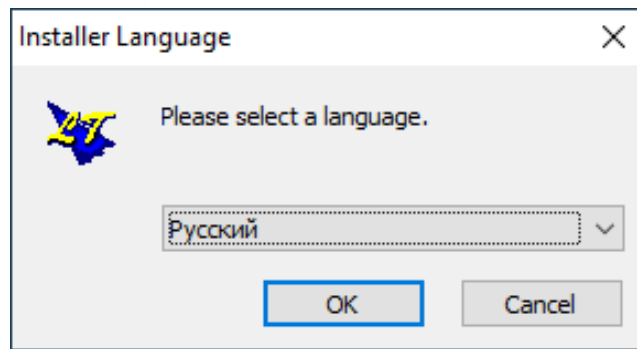 Installer Language
Please select a language.
Русский
OK
Cancel